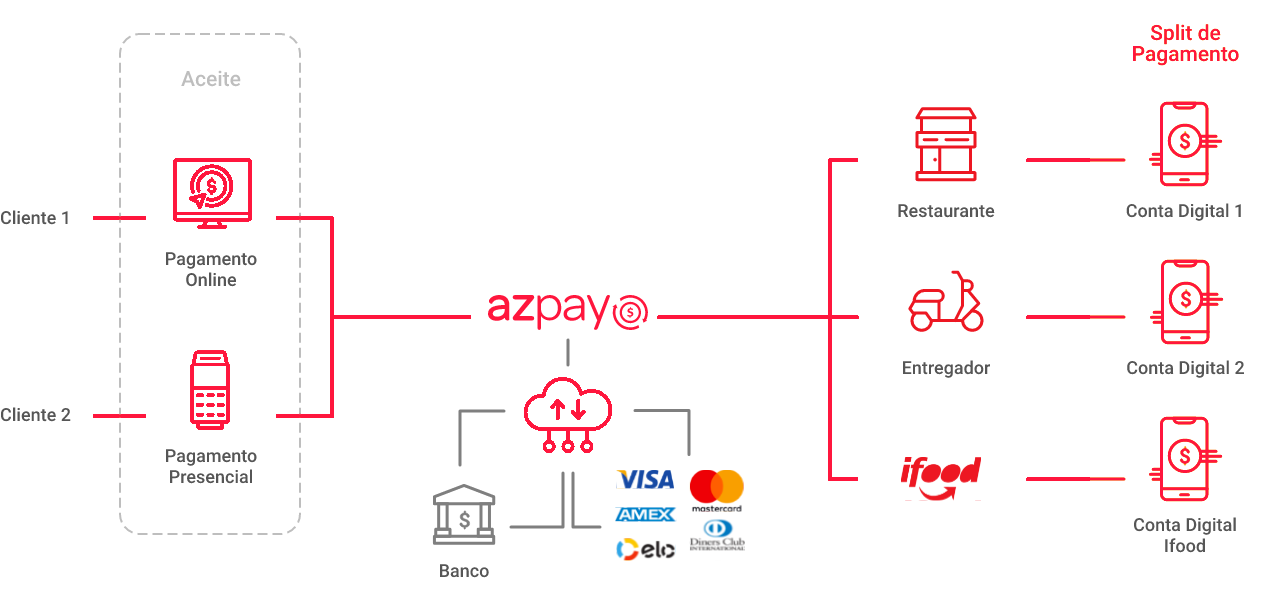 Split de
Pagamento
Aceite
Cliente 1
Pagamento
Online
Cliente 2
Pagamento
Presencial
azpay
$
Banco
VISA
mastercard
AMEX
Diners Club
INTERNATIONAL
elo
Restaurante
Conta Digital 1
Entregador
Conta Digital 2
ifood
Conta Digital
Ifood